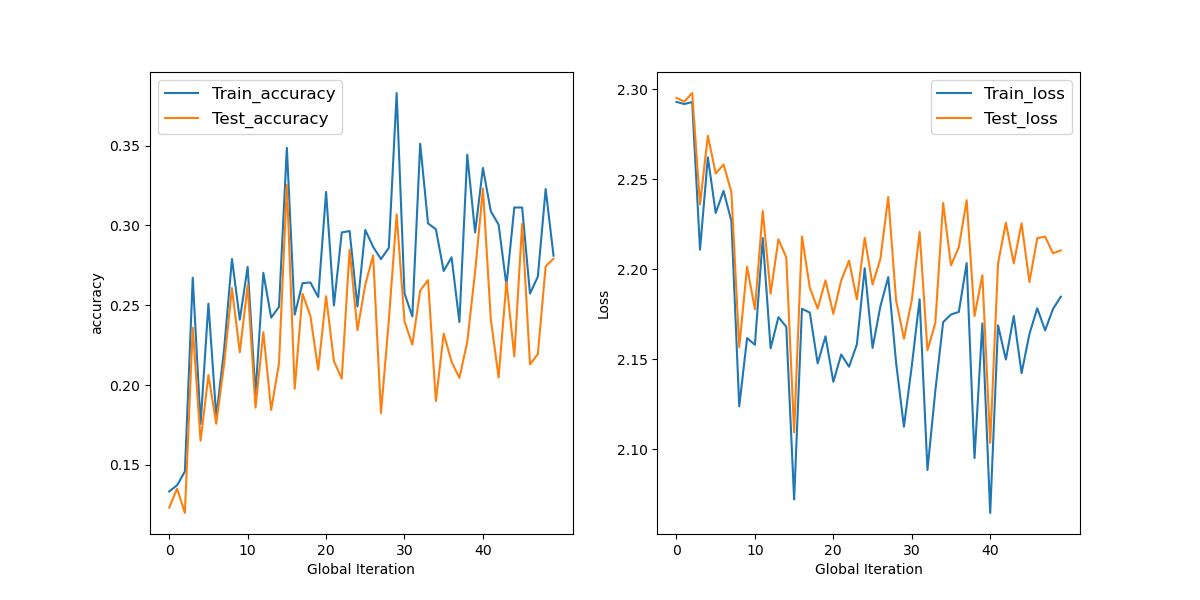 Train_accuracy
Test_accuracy
0.35
0.30
0.25
0.20
0.15
accuracy
0 10 20 30 40
Global Iteration
Train_loss
Test_loss
2.30
2.25
2.20
2.15
2.10
Loss
0 10 20 30 40
Global Iteration